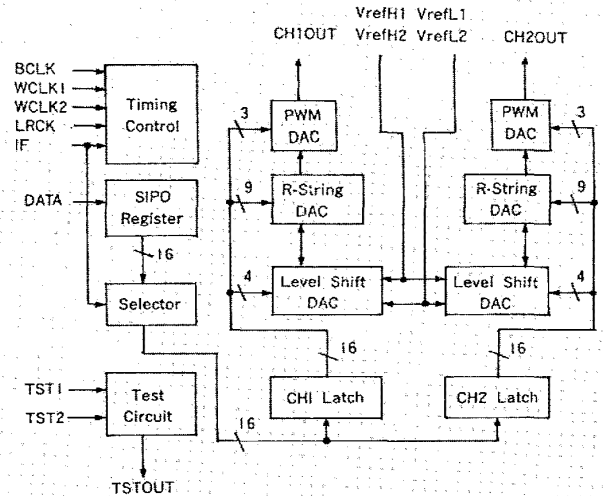 VrefH1 VrefL1
CH1OUT VrefH2 VrefL2 CH2OUT
BCLK
WCLK1
WCLK2
LRCK
IF
Timing
Control
3
PWM
DAC
PWM
DAC
3
DATA
SIPO
Register
9
R-String
DAC
R-String
DAC
9
16
Selector
4
Level Shift
DAC
Level Shift
DAC
4
16
16
TST1
TST2
Test
Circuit
CH1 Latch
CH2 Latch
16
TSTOUT